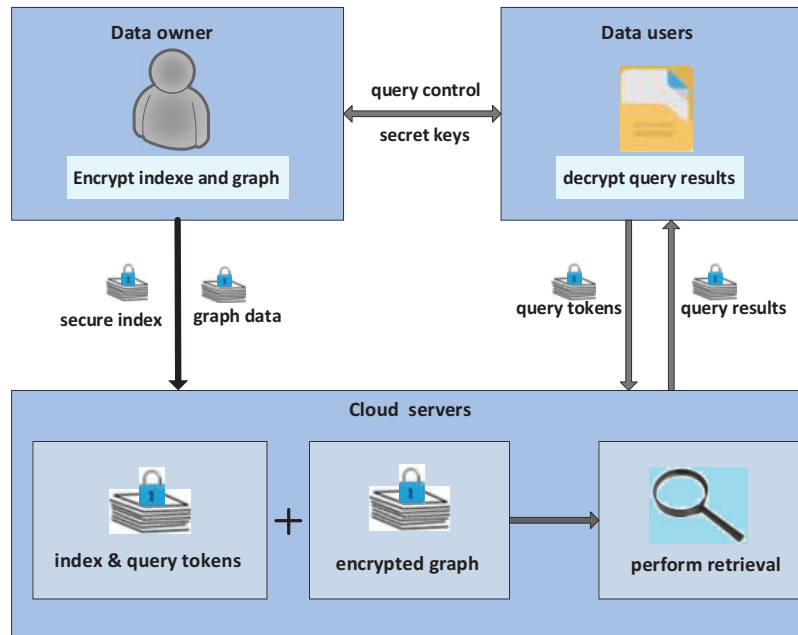 Data owner
Data users
query control
secret keys
Encrypt indexe and graph
decrypt query results
secure index
graph data
query tokens
query results
Cloud servers
index & query tokens
+
encrypted graph
perform retrieval